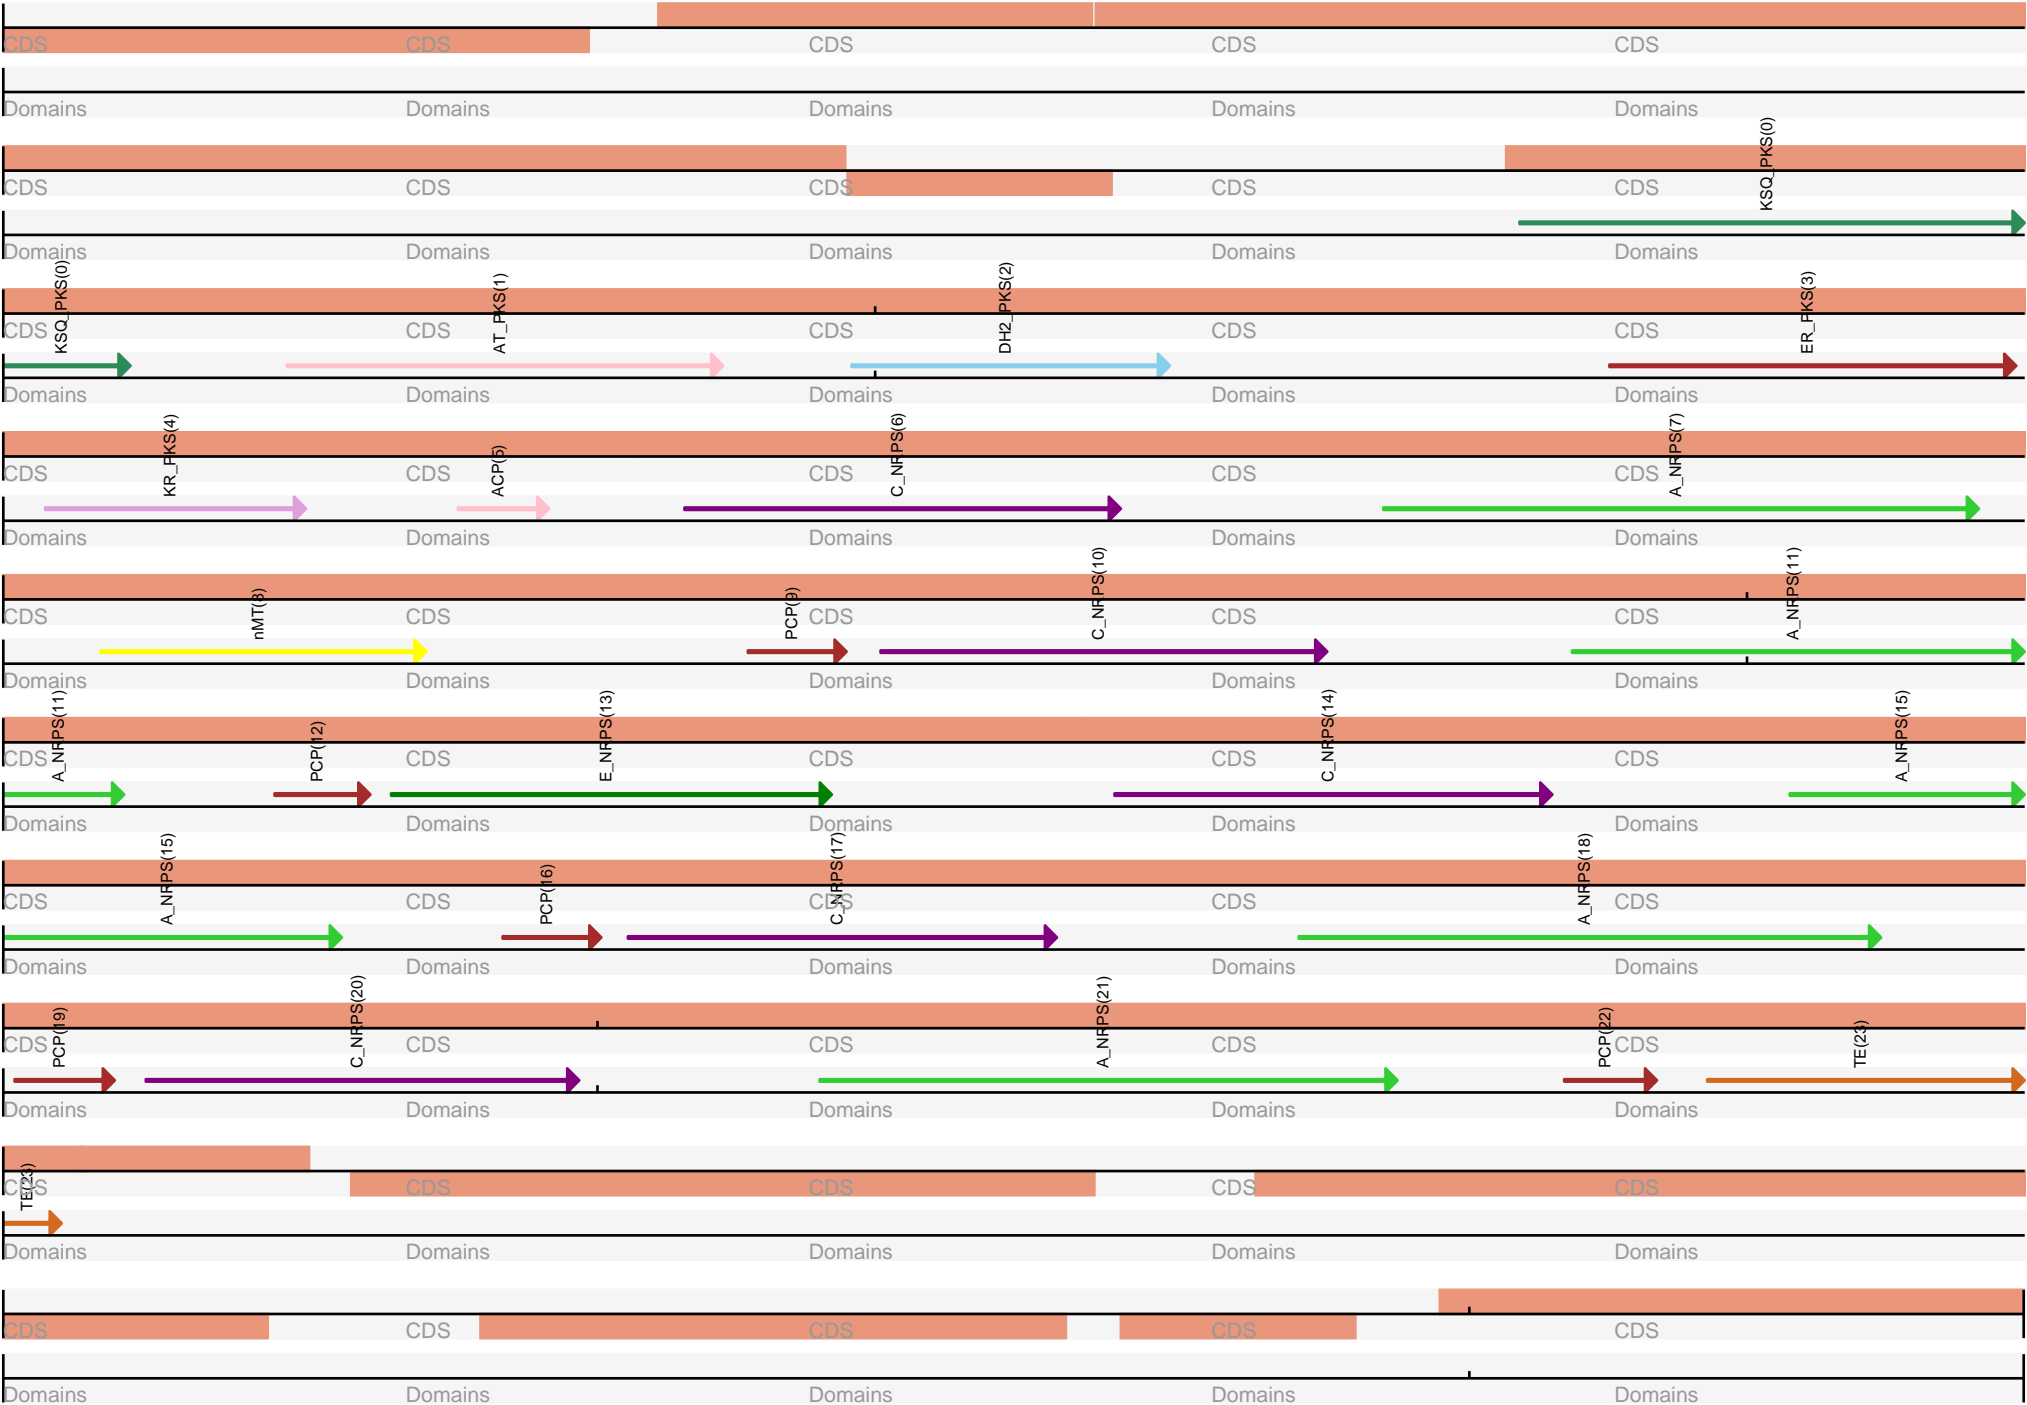 CDS CDS CDS CDS CDS
Domains Domains Domains Domains Domains
KSQ_PKS(0)
CDS CDS CDS CDS CDS
Domains Domains Domains Domains Domains
KSQ_PKS(0) AT_PKS(1) DH2_PKS(2) ER_PKS(3)
CDS CDS CDS CDS CDS
Domains Domains Domains Domains Domains
KR_PKS(4) ACP(5) C_NRPS(6) A_NRPS(7)
CDS CDS CDS CDS CDS
Domains Domains Domains Domains Domains
nMT(8) PCP(9) C_NRPS(10) A_NRPS(11)
CDS CDS CDS CDS CDS
Domains Domains Domains Domains Domains
A_NRPS(11) PCP(12) E_NRPS(13) C_NRPS(14) A_NRPS(15)
CDS CDS CDS CDS CDS
Domains Domains Domains Domains Domains
A_NRPS(15) PCP(16) C_NRPS(17) A_NRPS(18)
CDS CDS CDS CDS CDS
Domains Domains Domains Domains Domains
PCP(19) C_NRPS(20) A_NRPS(21) PCP(22) TE(23)
CDS CDS CDS CDS CDS
Domains Domains Domains Domains Domains
TE(23)
CDS CDS CDS CDS CDS
Domains Domains Domains Domains Domains
CDS CDS CDS CDS CDS
Domains Domains Domains Domains Domains